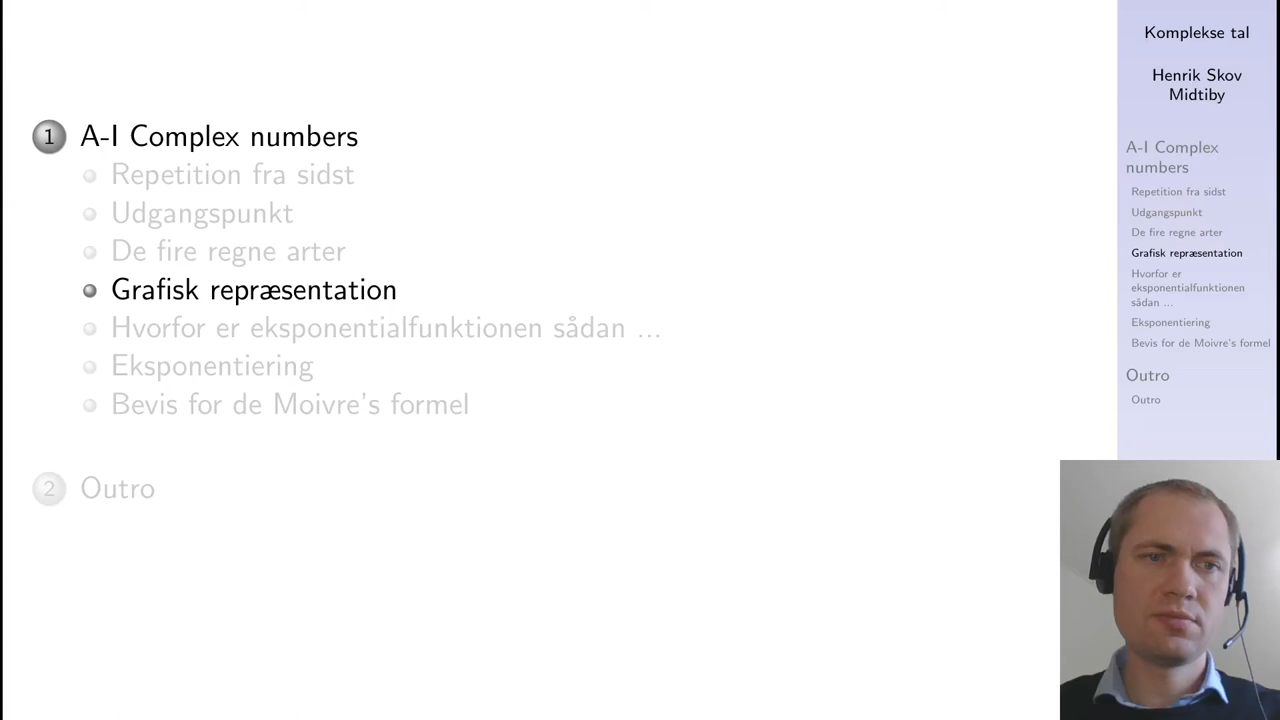 1 A-I Complex numbers
Repetition fra sidst
Udgangspunkt
De fire regne arter
Grafisk repræsentation
Hvorfor er eksponentialfunktionen sådan ...
Eksponentiering
Bevis for de Moivre's formel
2 Outro
Komplekse tal
Henrik Skov
Midtiby
A-I Complex
numbers
Repetition fra sidst
Udgangspunkt
De fire regne arter
Grafisk repræsentation
Hvorfor er
eksponentialfunktionen
sådan ...
Eksponentiering
Bevis for de Moivre's formel
Outro
Outro